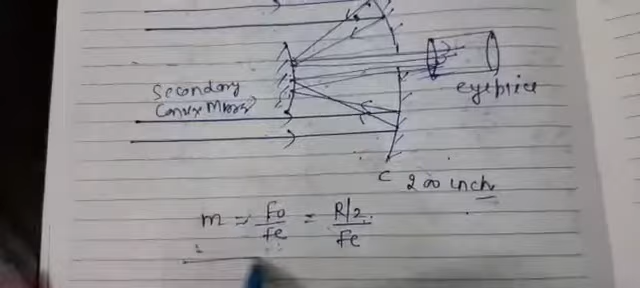 Secondary
Convex Mirror
eyepiece
C 200 inch
m = Fo/fe = R/2/fe